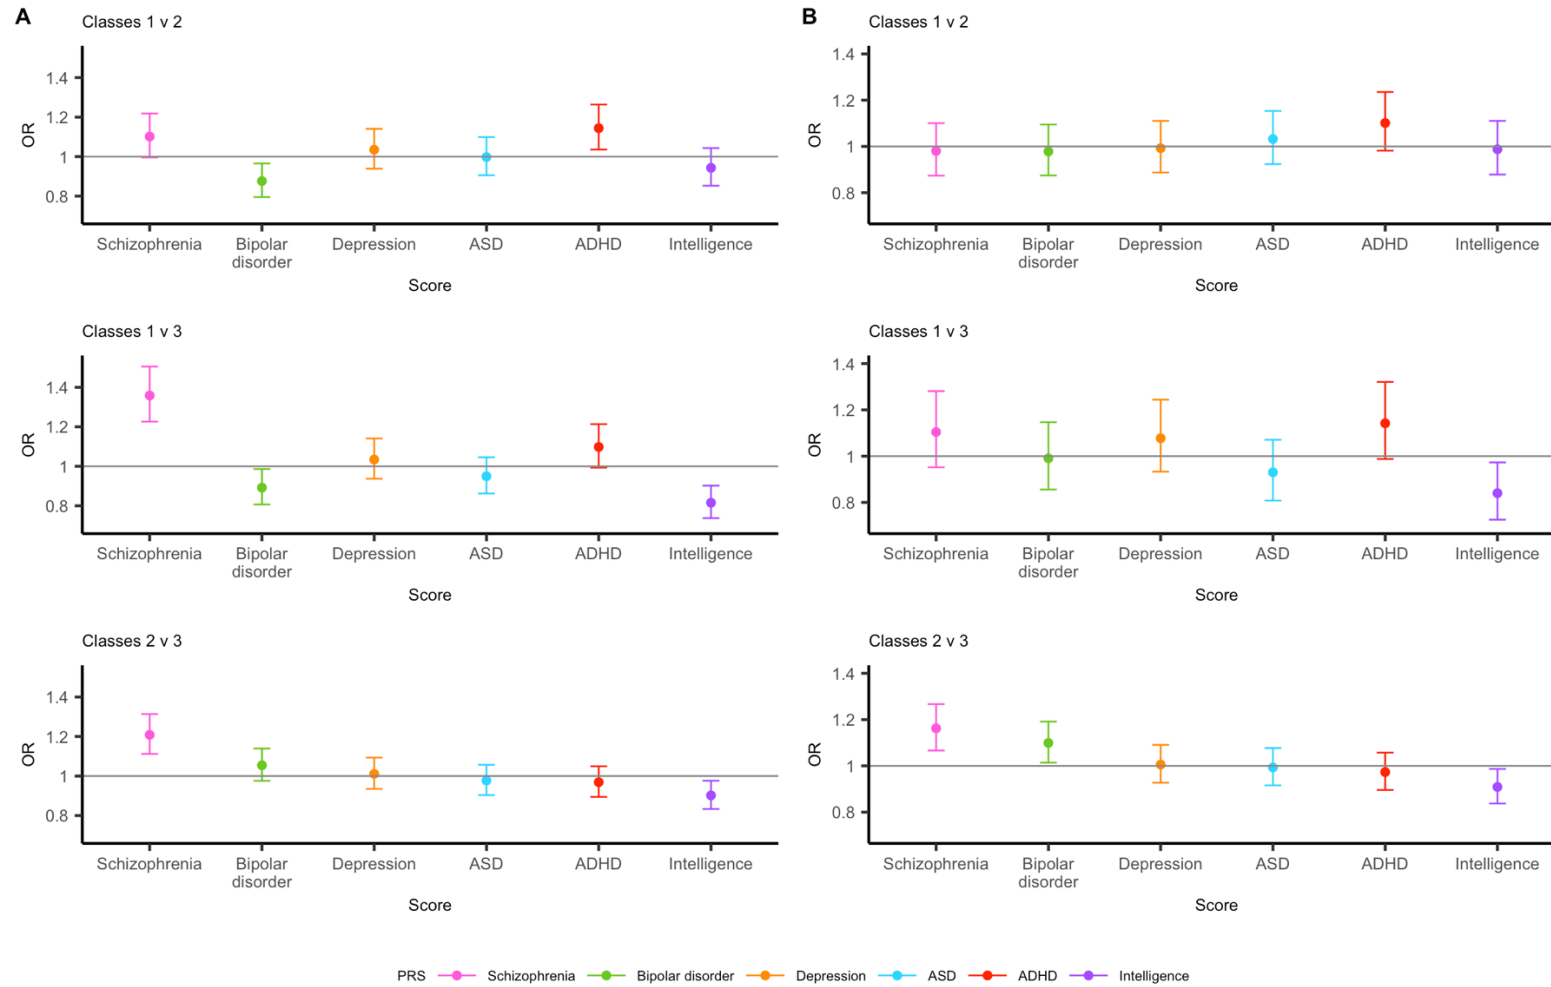 A
Classes 1 v 2
OR
1.4
1.2
1
0.8
Schizophrenia Bipolar disorder Depression ASD ADHD Intelligence
Score
Classes 1 v 3
OR
1.4
1.2
1
0.8
Schizophrenia Bipolar disorder Depression ASD ADHD Intelligence
Score
Classes 2 v 3
OR
1.4
1.2
1
0.8
Schizophrenia Bipolar disorder Depression ASD ADHD Intelligence
Score
B
Classes 1 v 2
OR
1.4
1.2
1
0.8
Schizophrenia Bipolar disorder Depression ASD ADHD Intelligence
Score
Classes 1 v 3
OR
1.4
1.2
1
0.8
Schizophrenia Bipolar disorder Depression ASD ADHD Intelligence
Score
Classes 2 v 3
OR
1.4
1.2
1
0.8
Schizophrenia Bipolar disorder Depression ASD ADHD Intelligence
Score
PRS Schizophrenia Bipolar disorder Depression ASD ADHD Intelligence